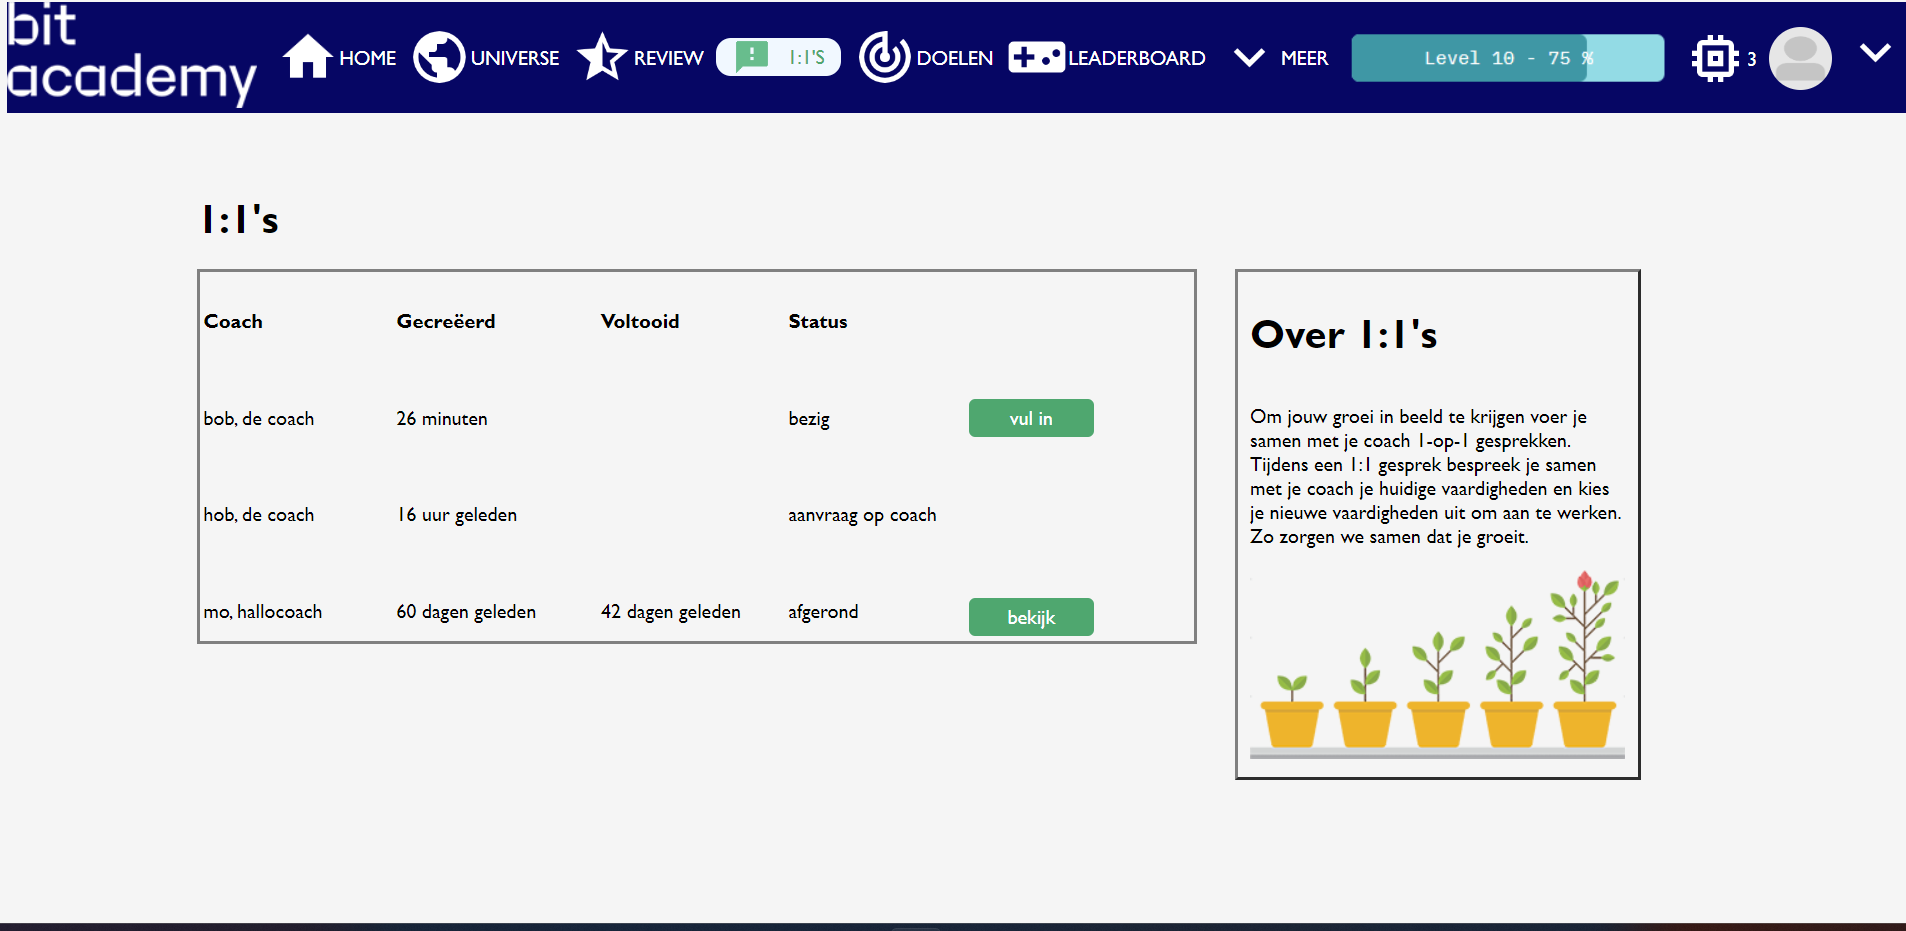 bit
academy
HOME
UNIVERSE
REVIEW
1:1'S
DOELEN
LEADERBOARD
MEER
Level 10 - 75 %
3
1:1's
Coach Gecreëerd Voltooid Status
bob, de coach 26 minuten bezig vul in
hob, de coach 16 uur geleden aanvraag op coach
mo, hallocoach 60 dagen geleden 42 dagen geleden afgerond bekijk
Over 1:1's
Om jouw groei in beeld te krijgen voer je
samen met je coach 1-op-1 gesprekken.
Tijdens een 1:1 gesprek bespreek je samen
met je coach je huidige vaardigheden en kies
je nieuwe vaardigheden uit om aan te werken.
Zo zorgen we samen dat je groeit.